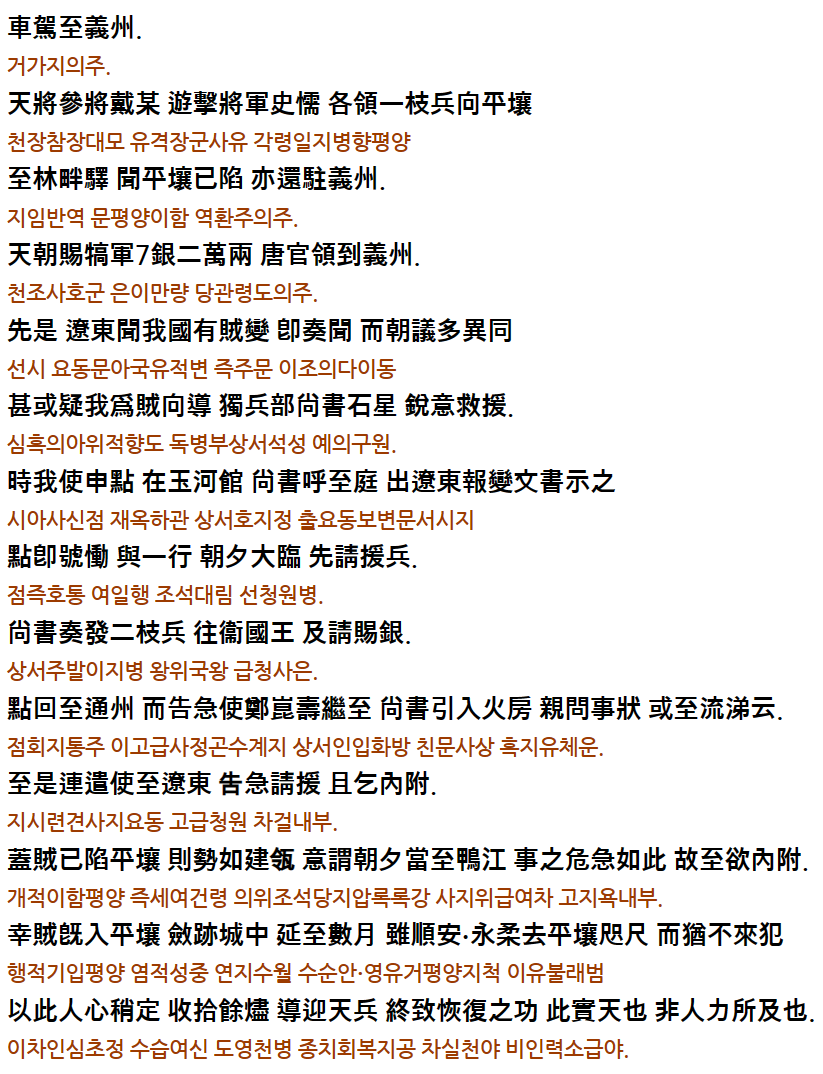 車駕至義州.
거가지의주.
天將參將戴某 遊擊將軍史懦 各領一枝兵向平壤
천장참장대모 유격장군사유 각령일지병향평양
至林畔驛 聞平壤已陷 亦還駐義州.
지임반역 문평양이함 역환주의주.
天朝賜犒軍7銀二萬兩 唐官領到義州.
천조사호군 은이만량 당관령도의주.
先是 遼東聞我國有賊變 卽奏聞 而朝議多異同
선시 요동문아국유적변 즉주문 이조의다이동
甚或疑我爲賊向導 獨兵部尙書石星 銳意救援.
심혹의아위적향도 독병부상서석성 예의구원.
時我使申點 在玉河館 尙書呼至庭 出遼東報變文書示之
시아사신점 재옥하관 상서호지정 출요동보변문서시지
點卽號慟 與一行 朝夕大臨 先請援兵.
점즉호통 여일행 조석대림 선청원병.
尙書奏發二枝兵 往衞國王 及請賜銀.
상서주발이지병 왕위국왕 급청사은.
點回至通州 而告急使鄭崑壽繼至 尙書引入火房 親問事狀 或至流涕云.
점회지통주 이고급사정곤수계지 상서인입화방 친문사상 혹지유체운.
至是連遣使至遼東 告急請援 且乞內附.
지시련견사지요동 고급청원 차걸내부.
蓋賊已陷平壤 則勢如建瓴 意謂朝夕當至鴨江 事之危急如此 故至欲內附.
개적이함평양 즉세여건령 의위조석당지압록록강 사지위급여차 고지욕내부.
幸賊旣入平壤 斂跡城中 延至數月 雖順安·永柔去平壤咫尺 而猶不來犯
행적기입평양 염적성중 연지수월 수순안·영유거평양지척 이유불래범
以此人心稍定 收拾餘燼 導迎天兵 終致恢復之功 此實天也 非人力所及也.
이차인심초정 수습여신 도영천병 종치회복지공 차실천야 비인력소급야.